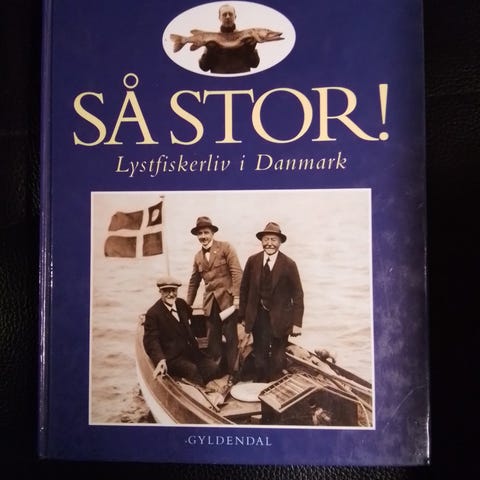 SÅ STOR!
Lystfiskerliv i Danmark
GYLDENDAL